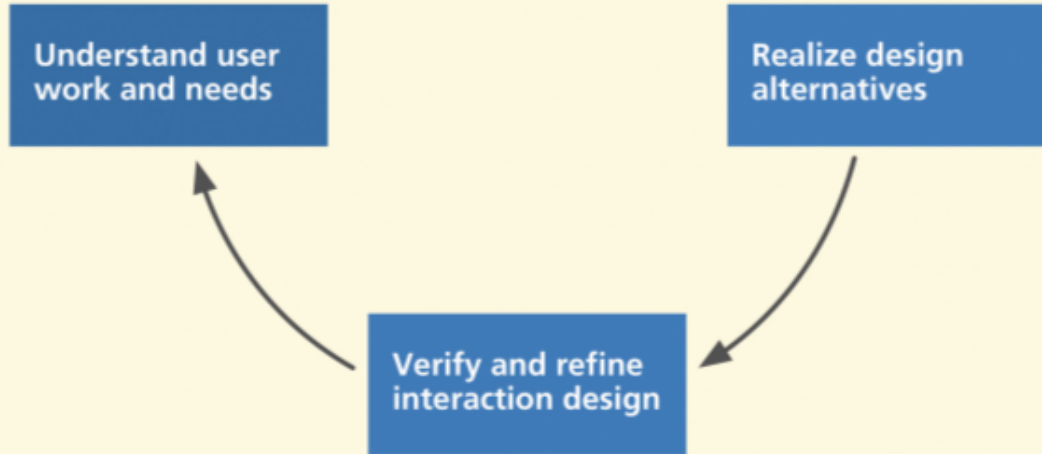 Understand user
work and needs
Realize design
alternatives
Verify and refine
interaction design